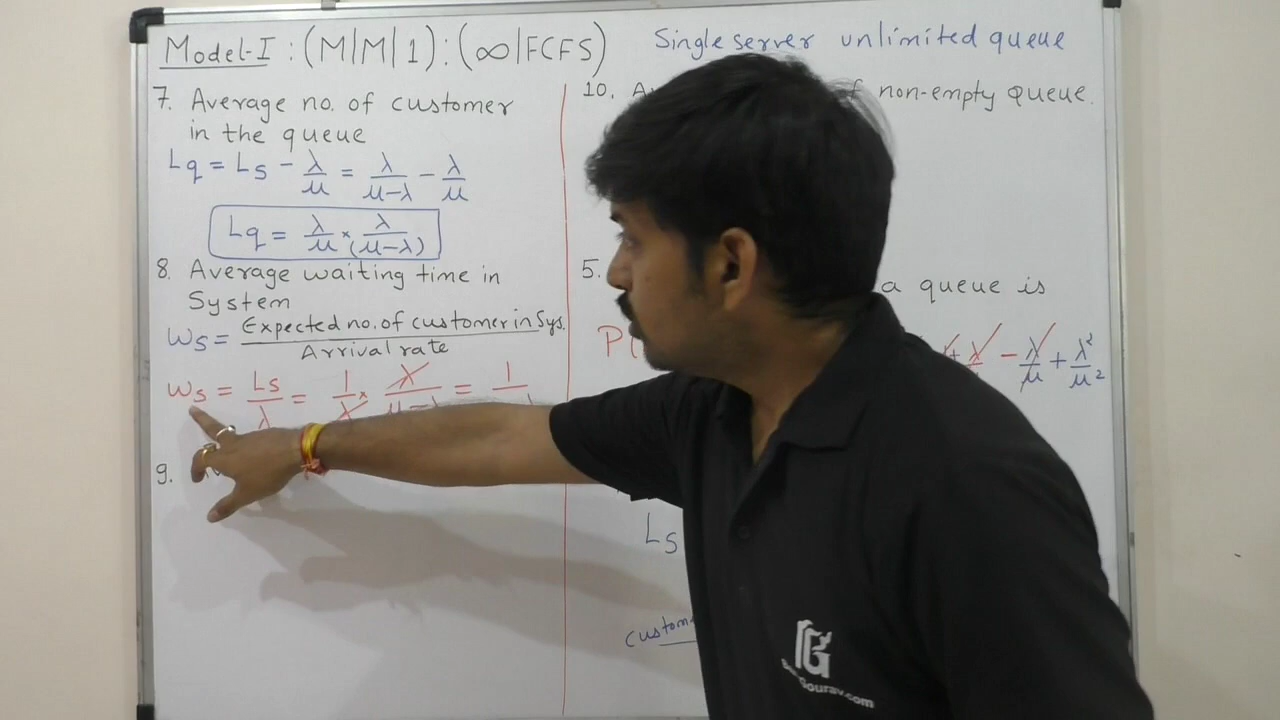 Model-I : (M|M|1) : (∞|FCFS) Single server unlimited queue
7. Average no. of customer
in the queue
Lq = Ls - λ/μ = λ/μ-λ - λ/μ
Lq = λ/μ × λ/(μ-λ)
8. Average waiting time in
System
Ws = Expected no. of customer in Sys. / Arrival rate
Ws = Ls/λ = 1/λ × λ/μ-λ = 1
9.
10. non-empty queue.
5. a queue is
P(
λ - λ/μ + λ²/μ²
Ls